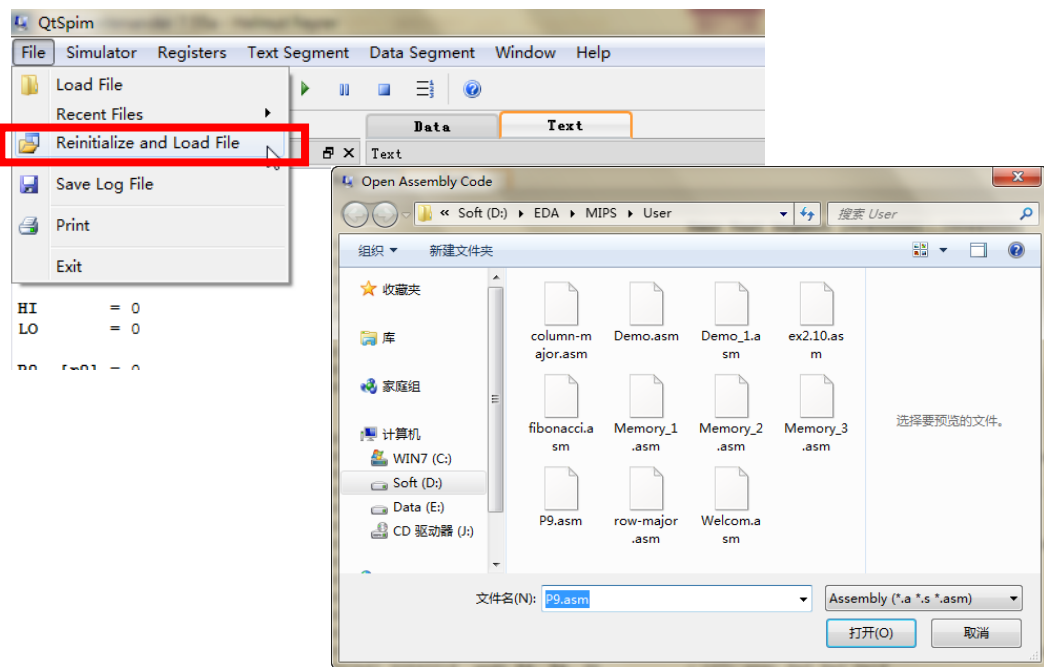 QtSpim
File Simulator Registers Text Segment Data Segment Window Help
Load File
Recent Files
Reinitialize and Load File
Save Log File
Print
Exit
Data Text
Text
HI = 0
LO = 0
Open Assembly Code
« Soft (D:) EDA MIPS User
搜索 User
组织 新建文件夹
收藏夹
库
家庭组
计算机
WIN7 (C:)
Soft (D:)
Data (E:)
CD 驱动器 (J:)
column-m
ajor.asm
Demo.asm
Demo_1.a
sm
ex2.10.as
m
fibonacci.a
sm
Memory_1
.asm
Memory_2
.asm
Memory_3
.asm
P9.asm
row-major
.asm
Welcom.a
sm
选择要预览的文件。
文件名(N): P9.asm
Assembly (*.a *.s *.asm)
打开(O) 取消